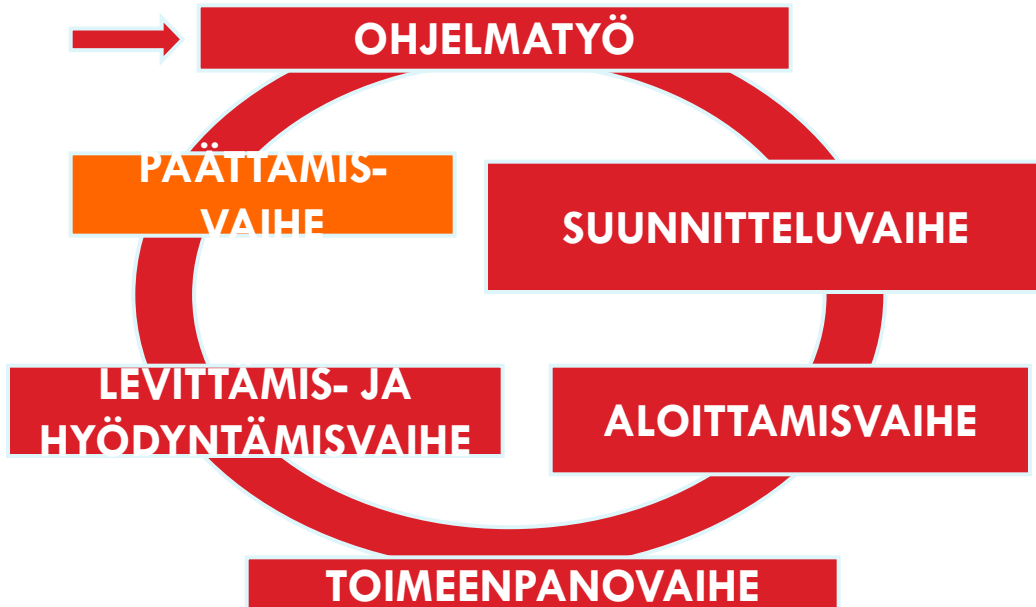 OHJELMATYÖ
PÄÄTTÄMIS-
VAIHE
SUUNNITTELUVAIHE
LEVITTÄMIS- JA
HYÖDYNTÄMISVAIHE
ALOITTAMISVAIHE
TOIMEENPANOVAIHE